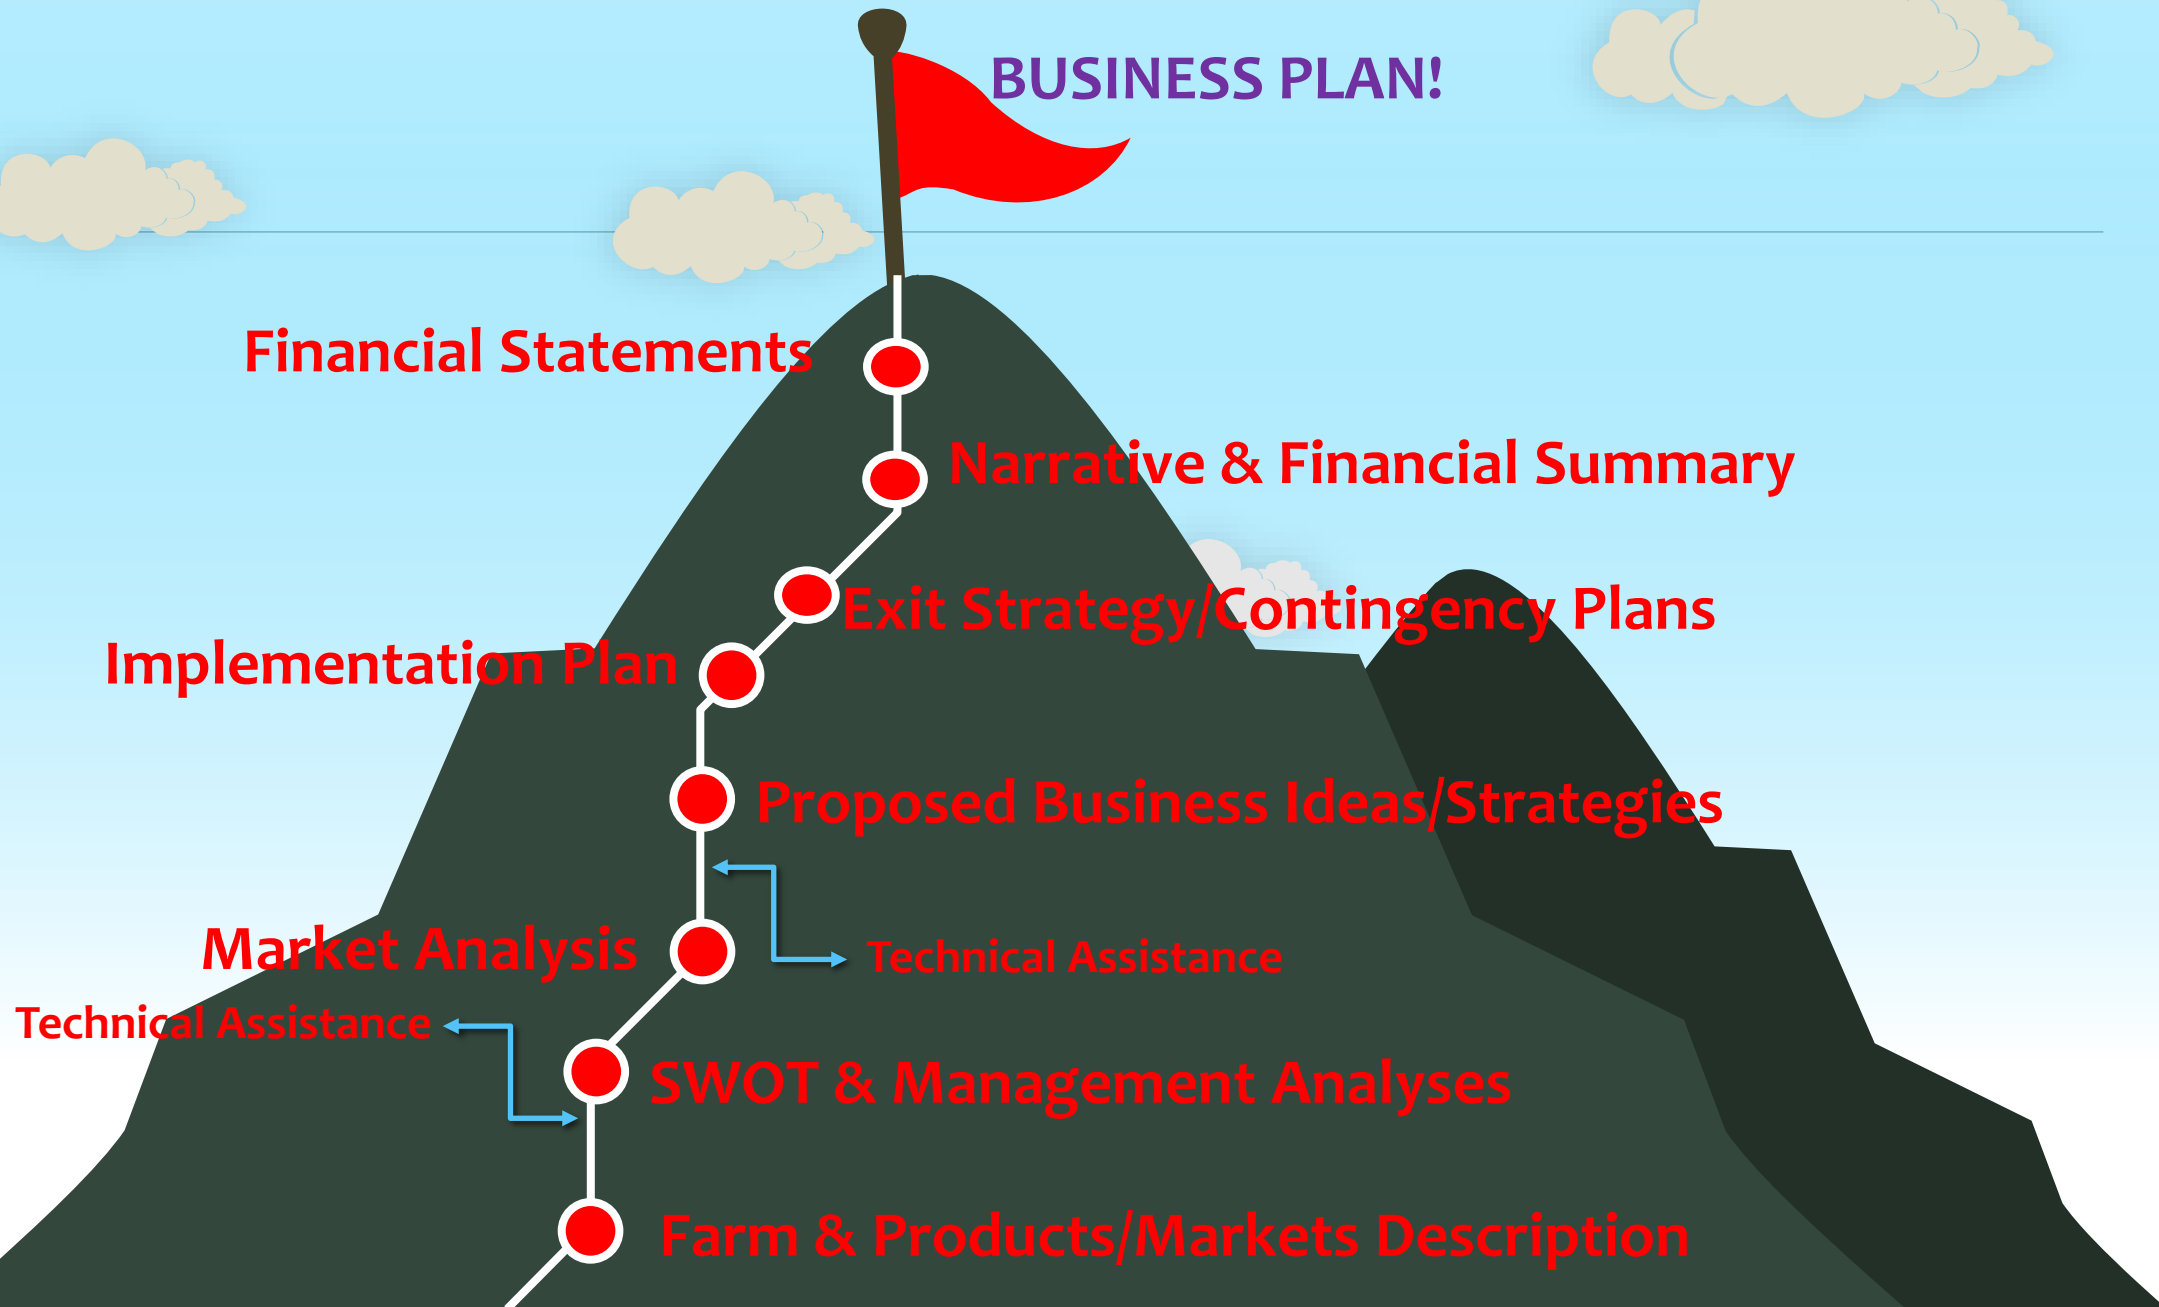 BUSINESS PLAN!
Financial Statements
Narrative & Financial Summary
Exit Strategy/Contingency Plans
Implementation Plan
Proposed Business Ideas/Strategies
Market Analysis
Technical Assistance
Technical Assistance
SWOT & Management Analyses
Farm & Products/Markets Description